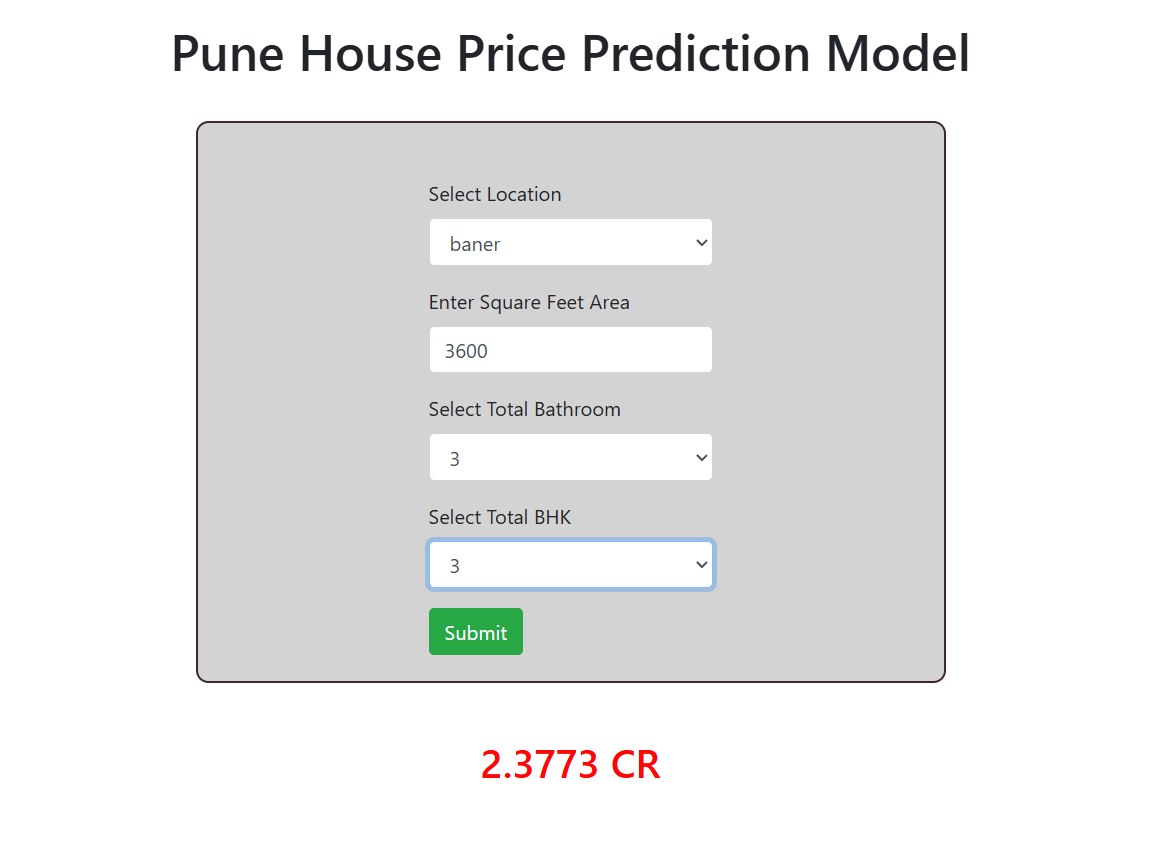 Pune House Price Prediction Model
Select Location
baner
Enter Square Feet Area
3600
Select Total Bathroom
3
Select Total BHK
3
Submit
2.3773 CR